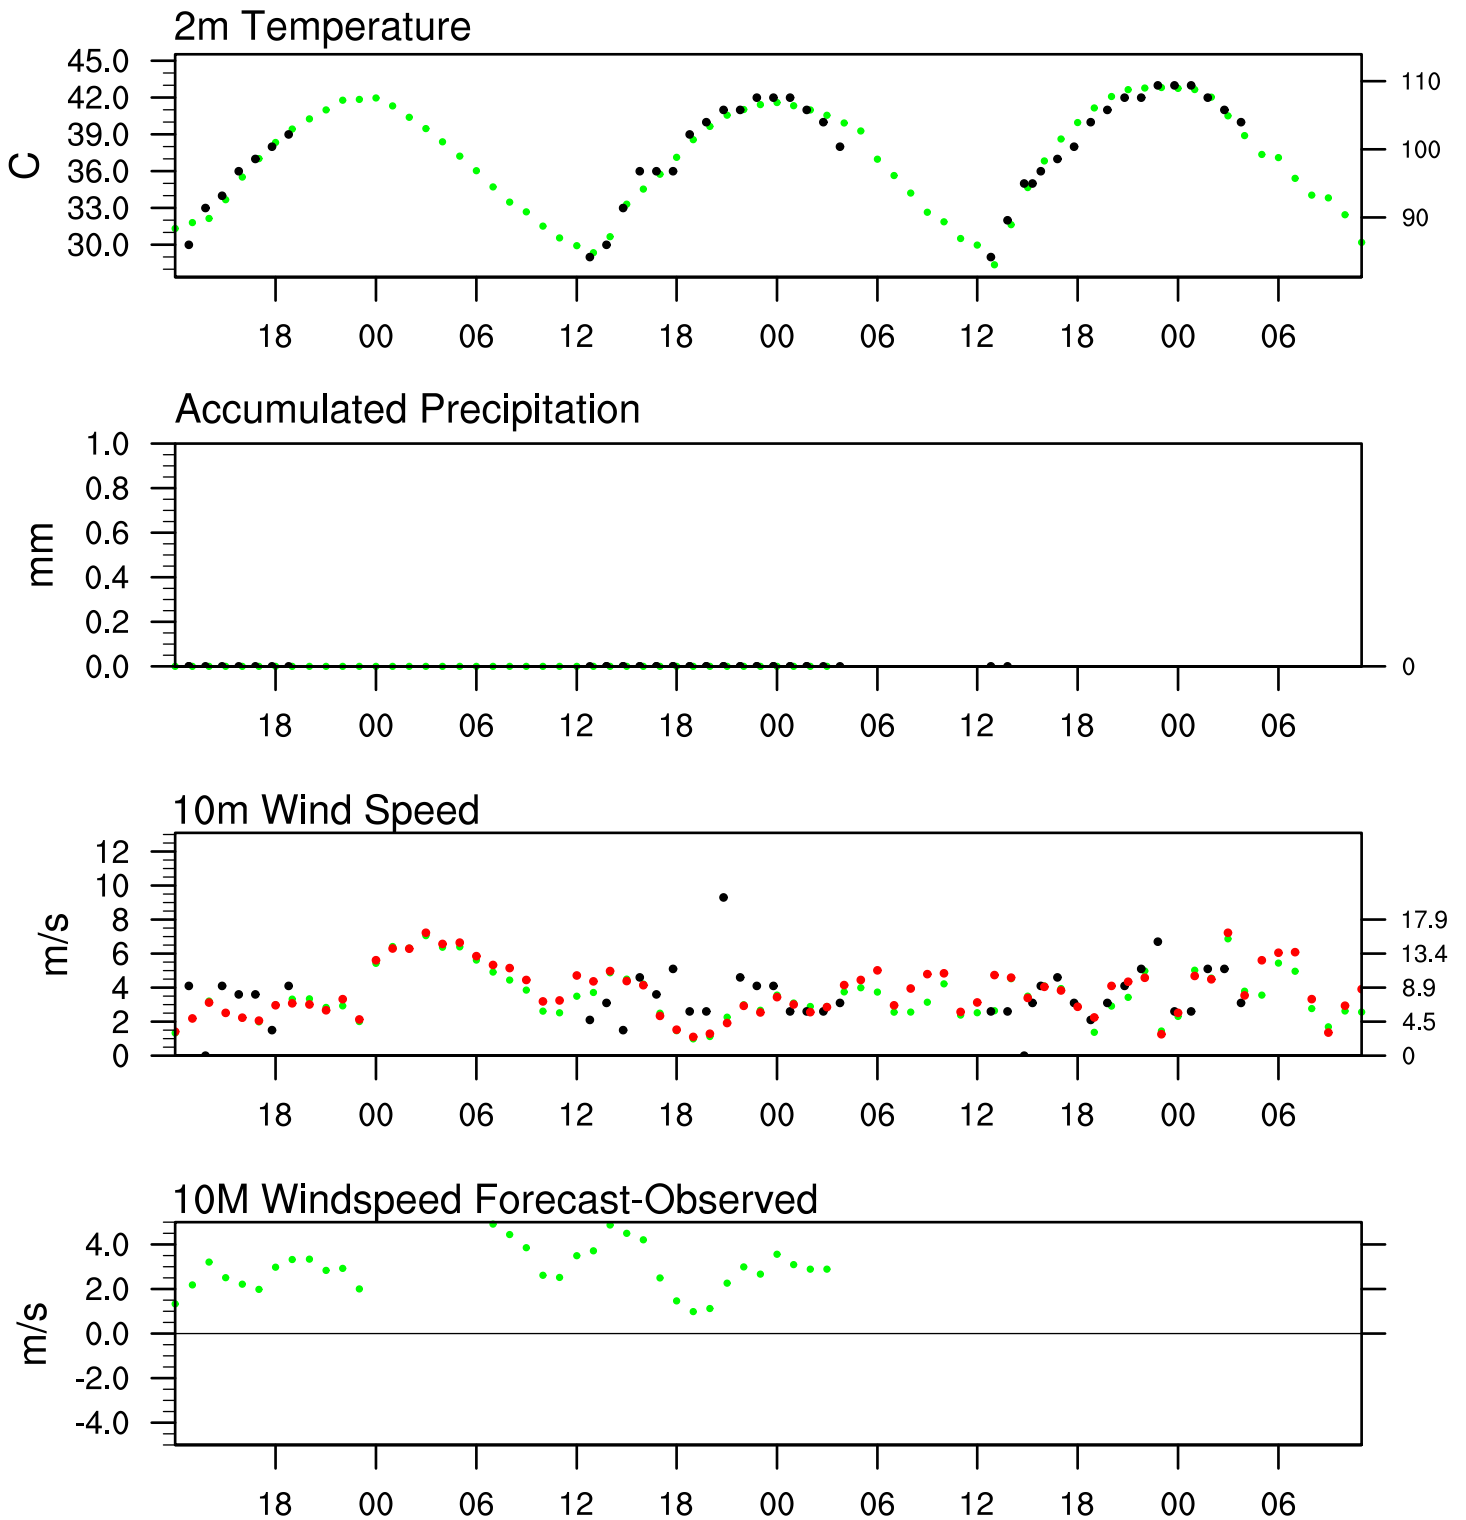 2m Temperature
45.0
42.0
39.0
36.0
33.0
30.0
C
110
100
90
18 00 06 12 18 00 06 12 18 00 06
Accumulated Precipitation
1.0
0.8
0.6
0.4
0.2
0.0
mm
0
18 00 06 12 18 00 06 12 18 00 06
10m Wind Speed
12
10
8
6
4
2
0
m/s
17.9
13.4
8.9
4.5
0
18 00 06 12 18 00 06 12 18 00 06
10M Windspeed Forecast-Observed
4.0
2.0
0.0
-2.0
-4.0
m/s
18 00 06 12 18 00 06 12 18 00 06